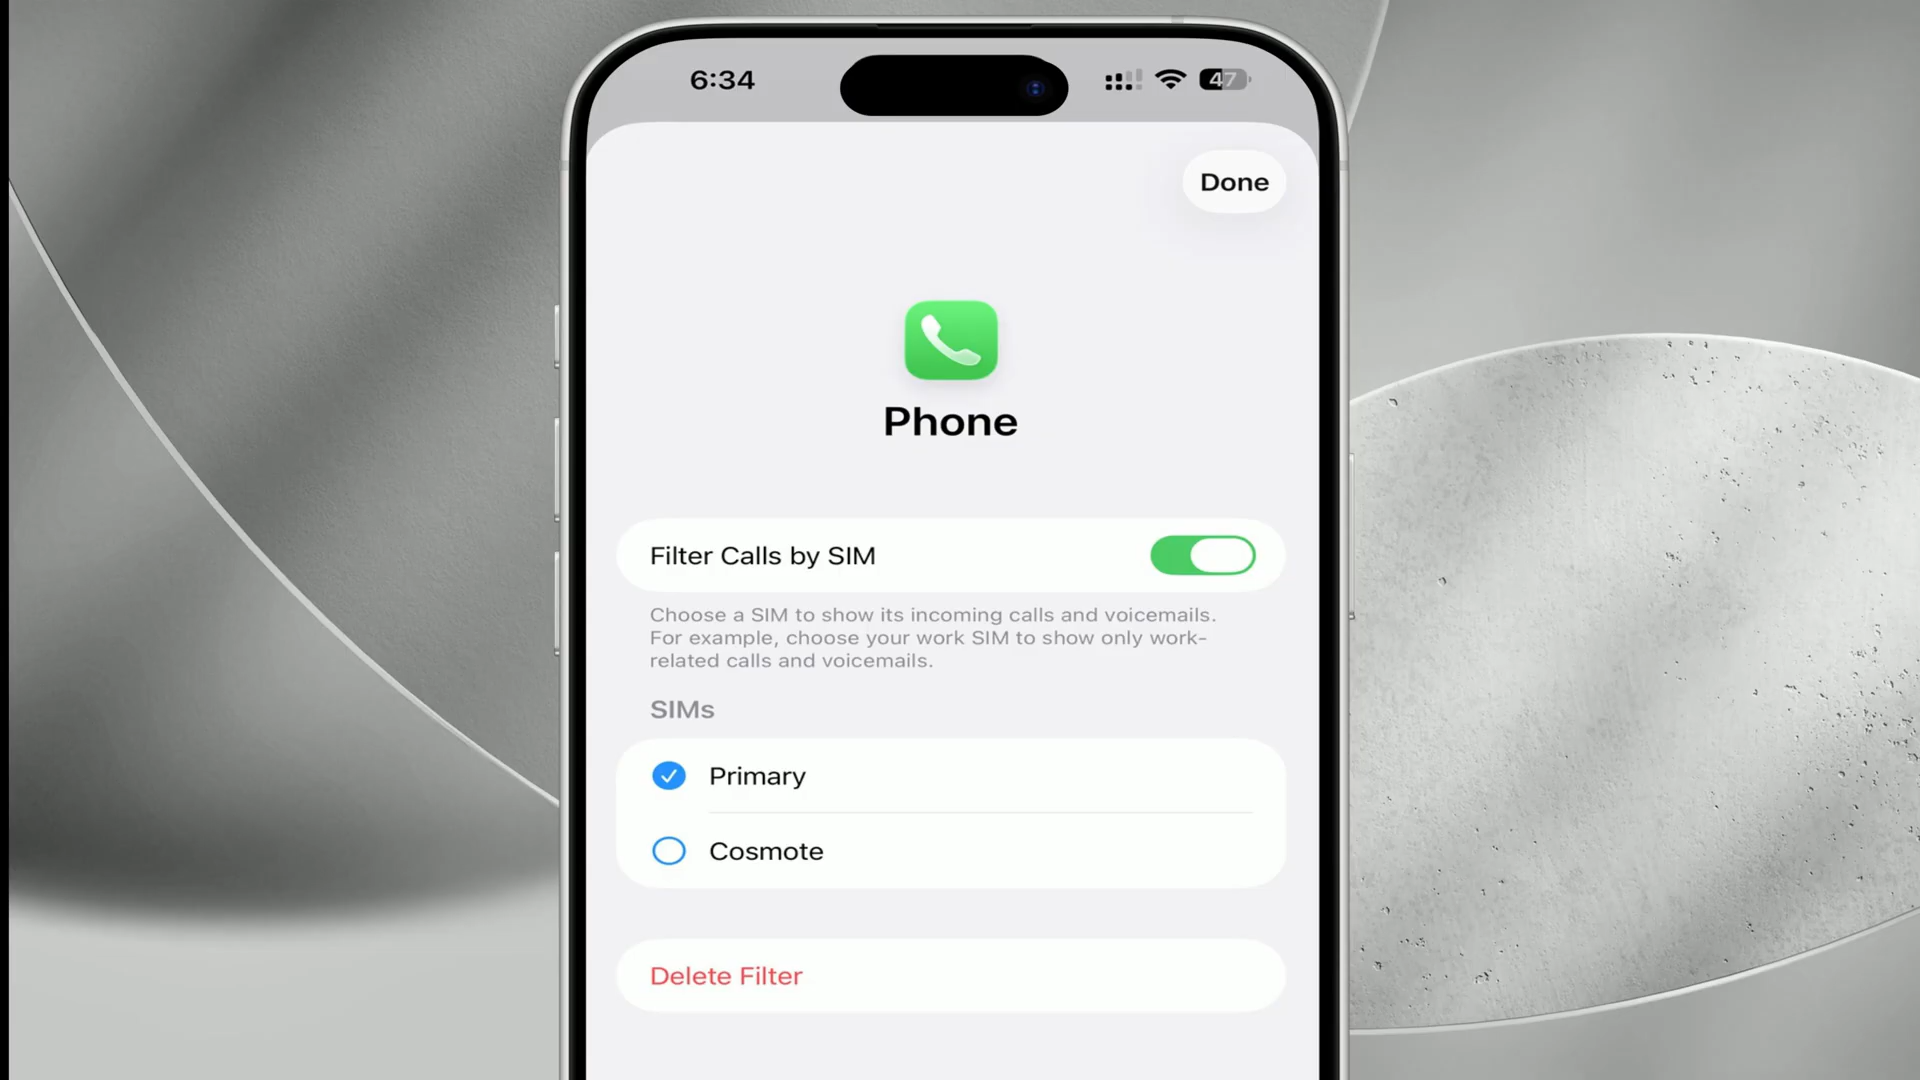 6:34
47
Done
Phone
Filter Calls by SIM
Choose a SIM to show its incoming calls and voicemails.
For example, choose your work SIM to show only work-
related calls and voicemails.
SIMs
Primary
Cosmote
Delete Filter